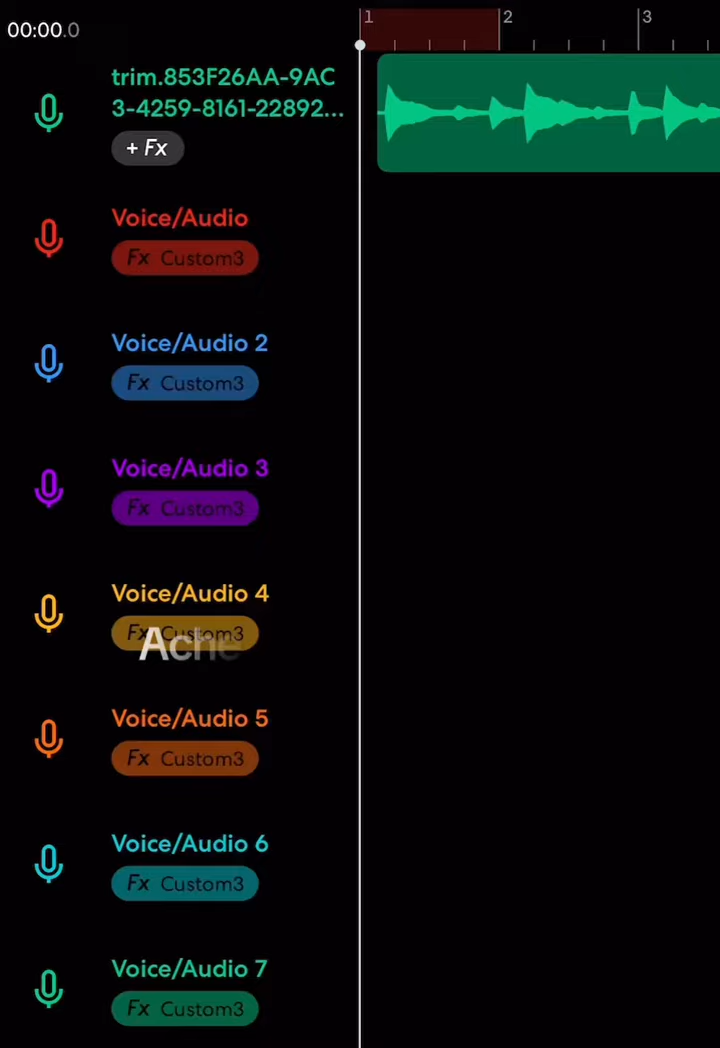 00:00.0
1 2 3
trim.853F26AA-9AC
3-4259-8161-22892...
+ Fx
Voice/Audio
Fx Custom3
Voice/Audio 2
Fx Custom3
Voice/Audio 3
Fx Custom3
Voice/Audio 4
Fx Custom3
Ache
Voice/Audio 5
Fx Custom3
Voice/Audio 6
Fx Custom3
Voice/Audio 7
Fx Custom3